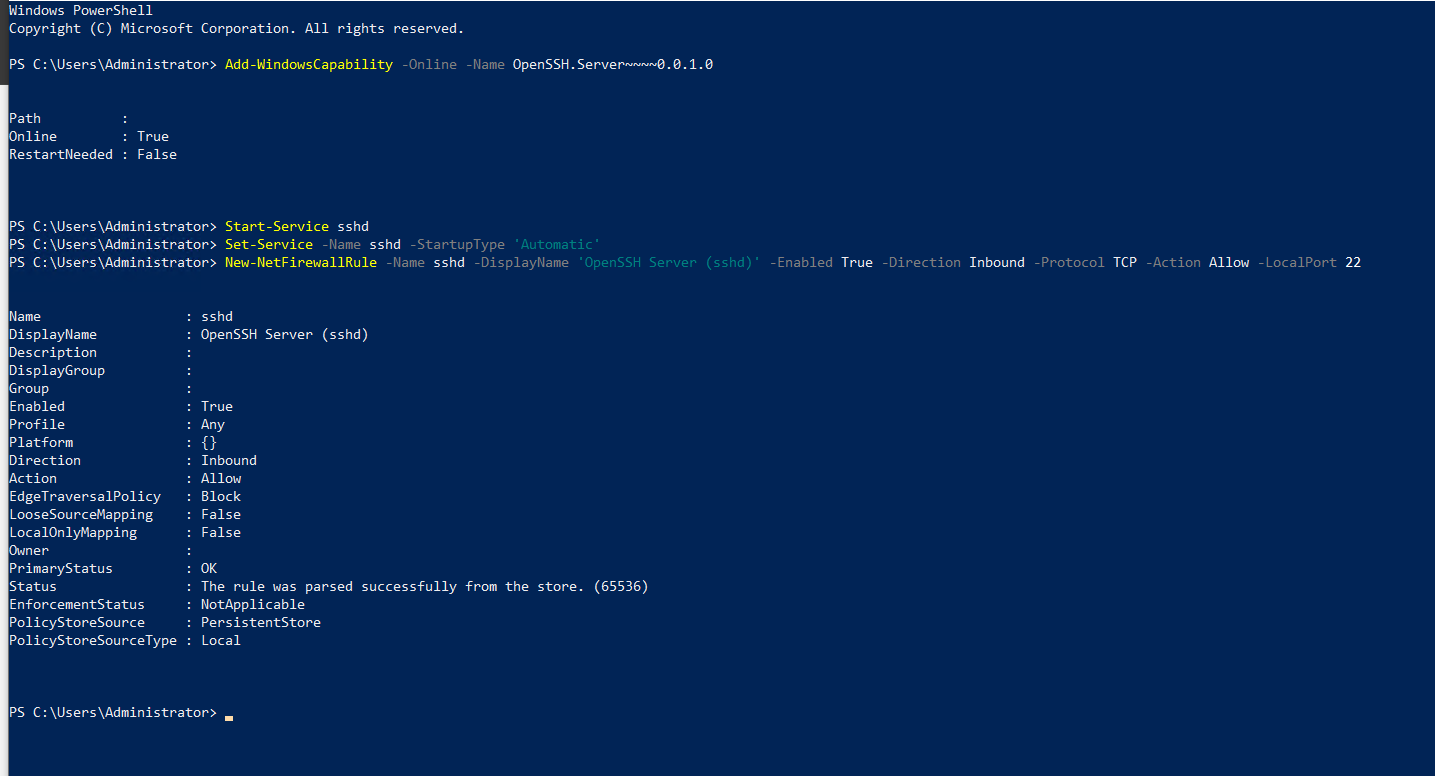 Windows PowerShell
Copyright (C) Microsoft Corporation. All rights reserved.
PS C:\Users\Administrator> Add-WindowsCapability -Online -Name OpenSSH.Server~~~~0.0.1.0
Path          :
Online        : True
RestartNeeded : False
PS C:\Users\Administrator> Start-Service sshd
PS C:\Users\Administrator> Set-Service -Name sshd -StartupType 'Automatic'
PS C:\Users\Administrator> New-NetFirewallRule -Name sshd -DisplayName 'OpenSSH Server (sshd)' -Enabled True -Direction Inbound -Protocol TCP -Action Allow -LocalPort 22
Name                  : sshd
DisplayName           : OpenSSH Server (sshd)
Description           :
DisplayGroup          :
Group                 :
Enabled               : True
Profile               : Any
Platform              : {}
Direction             : Inbound
Action                : Allow
EdgeTraversalPolicy   : Block
LooseSourceMapping    : False
LocalOnlyMapping      : False
Owner                 :
PrimaryStatus         : OK
Status                : The rule was parsed successfully from the store. (65536)
EnforcementStatus     : NotApplicable
PolicyStoreSource     : PersistentStore
PolicyStoreSourceType : Local
PS C:\Users\Administrator>